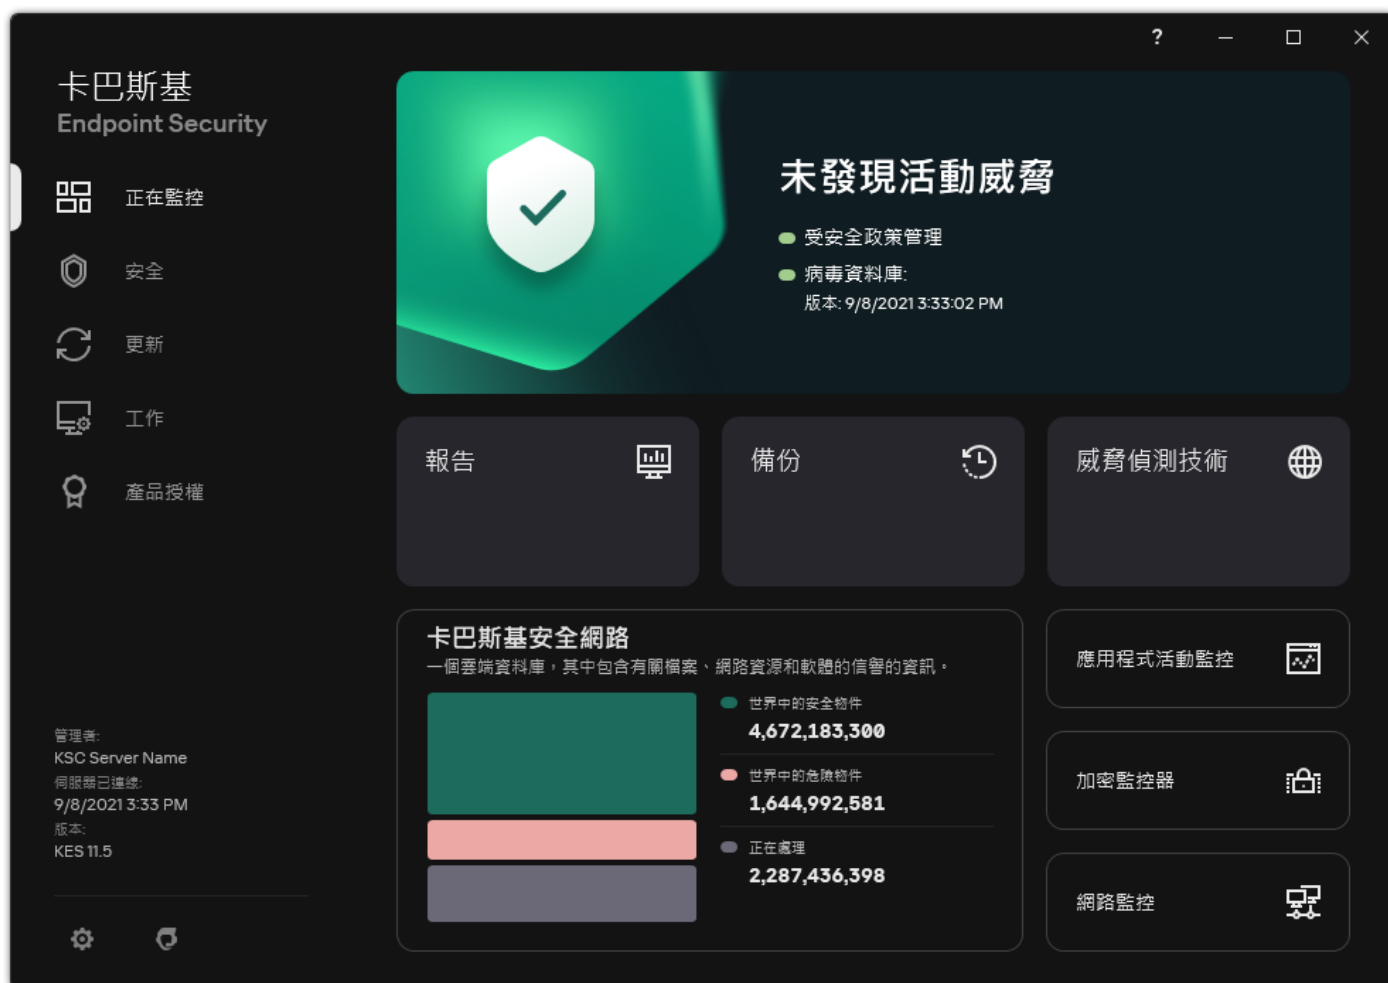 ?
卡巴斯基
Endpoint Security
正在監控
安全
更新
工作
產品授權
管理者:
KSC Server Name
伺服器已連線:
9/8/2021 3:33 PM
版本:
KES 11.5
未發現活動威脅
受安全政策管理
病毒資料庫:
版本: 9/8/2021 3:33:02 PM
報告
備份
威脅偵測技術
卡巴斯基安全網路
一個雲端資料庫，其中包含有關檔案、網路資源和軟體的信譽的資訊。
世界中的安全物件
4,672,183,300
世界中的危險物件
1,644,992,581
正在處理
2,287,436,398
應用程式活動監控
加密監控器
網路監控